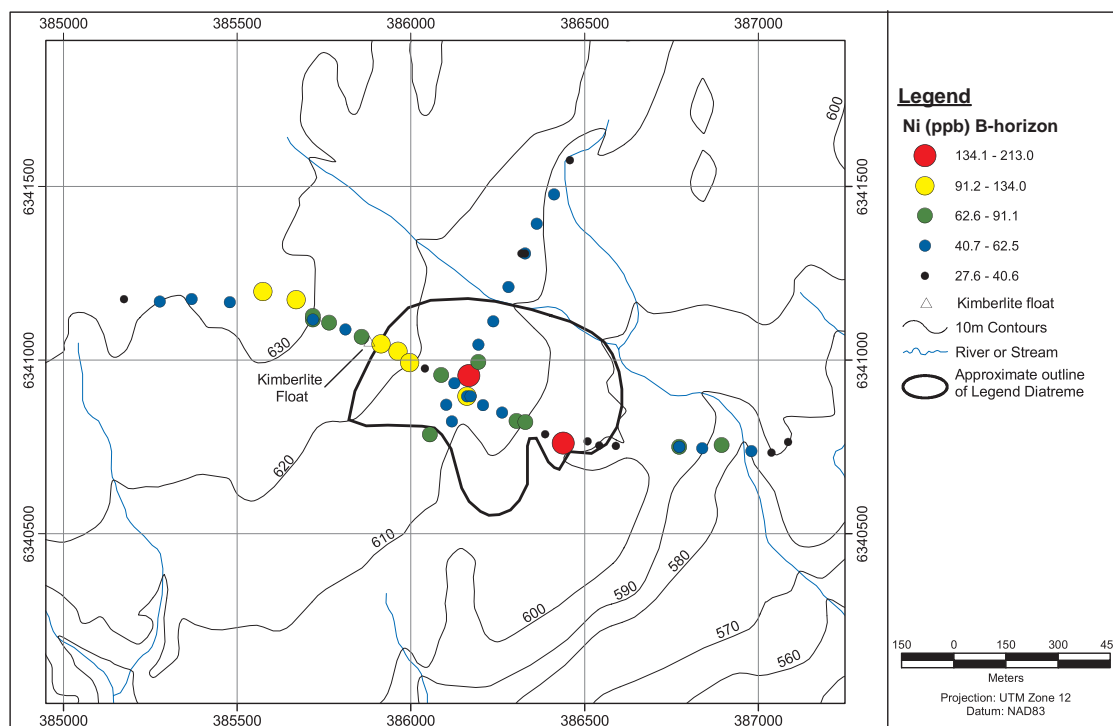 385000
385500
386000
386500
387000
6341500
6341000
6340500
6341500
6341000
6340500
600
630
Kimberlite
Float
620
610
600
590
580
570
560
385000
385500
386000
386500
387000
Legend
Ni (ppb) B-horizon
134.1 - 213.0
91.2 - 134.0
62.6 - 91.1
40.7 - 62.5
27.6 - 40.6
Kimberlite float
10m Contours
River or Stream
Approximate outline
of Legend Diatreme
150 0 150 300 45
Meters
Projection: UTM Zone 12
Datum: NAD83